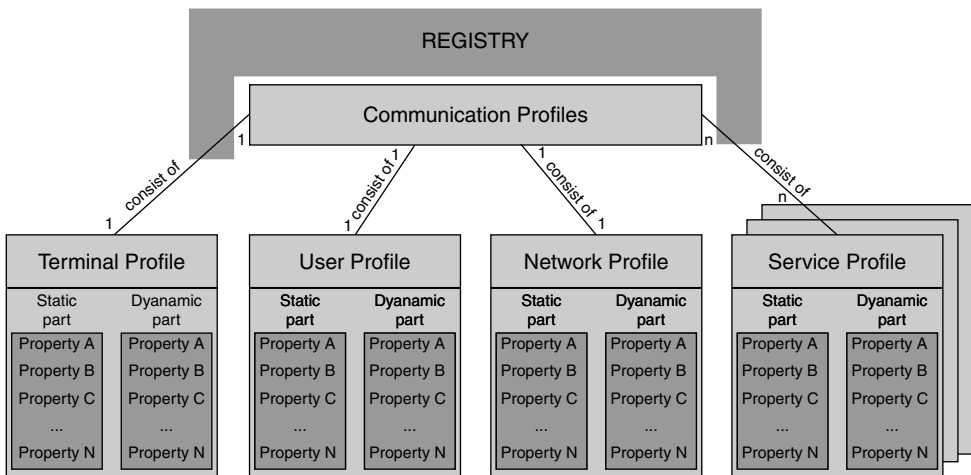 REGISTRY
Communication Profiles
1
1
1
n
consist of
consist of
consist of
consist of
1
1
1
n
Terminal Profile
User Profile
Network Profile
Service Profile
Static part
Dyanamic part
Static part
Dyanamic part
Static part
Dyanamic part
Static part
Dyanamic part
Property A
Property B
Property C
...
Property N
Property A
Property B
Property C
...
Property N
Property A
Property B
Property C
...
Property N
Property A
Property B
Property C
...
Property N
Property A
Property B
Property C
...
Property N
Property A
Property B
Property C
...
Property N
Property A
Property B
Property C
...
Property N
Property A
Property B
Property C
...
Property N